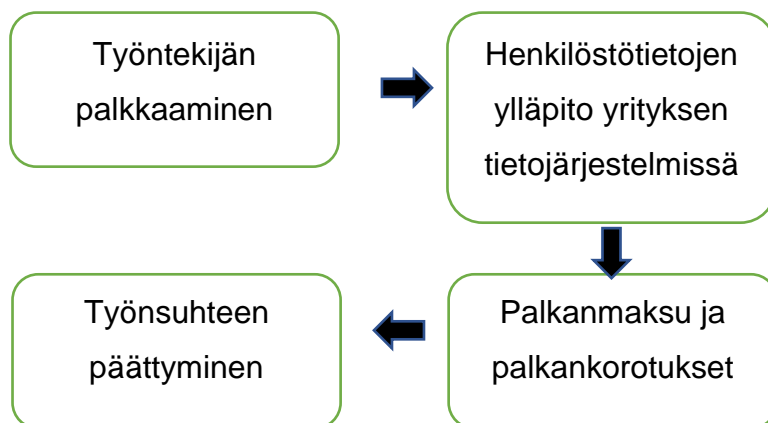 Työntekijän
palkkaaminen
Henkilöstötietojen
ylläpito yrityksen
tietojärjestelmissä
Palkanmaksu ja
palkankorotukset
Työnsuhteen
päättyminen